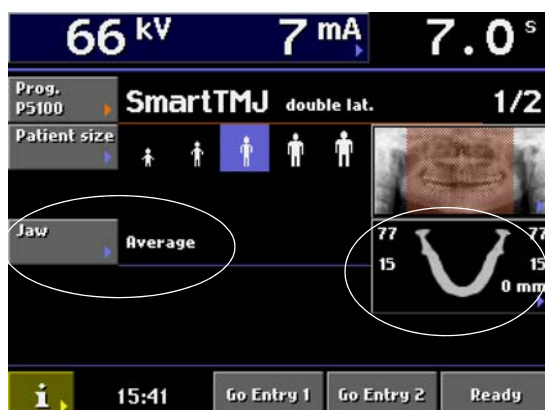 66 kV 7 mA 7.0 s
Prog.
P5100
SmartTMJ double lat. 1/2
Patient size
Jaw
Average
77 77
15 15
0 mm
i 15:41 Go Entry 1 Go Entry 2 Ready